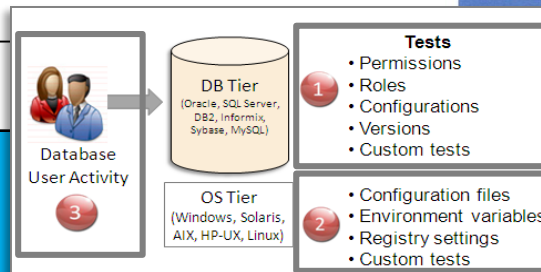 Database
User Activity
3
DB Tier
(Oracle, SQL Server,
DB2, Informix,
Sybase, MySQL)
OS Tier
(Windows, Solaris,
AIX, HP-UX, Linux)
1
Tests
• Permissions
• Roles
• Configurations
• Versions
• Custom tests
2
• Configuration files
• Environment variables
• Registry settings
• Custom tests